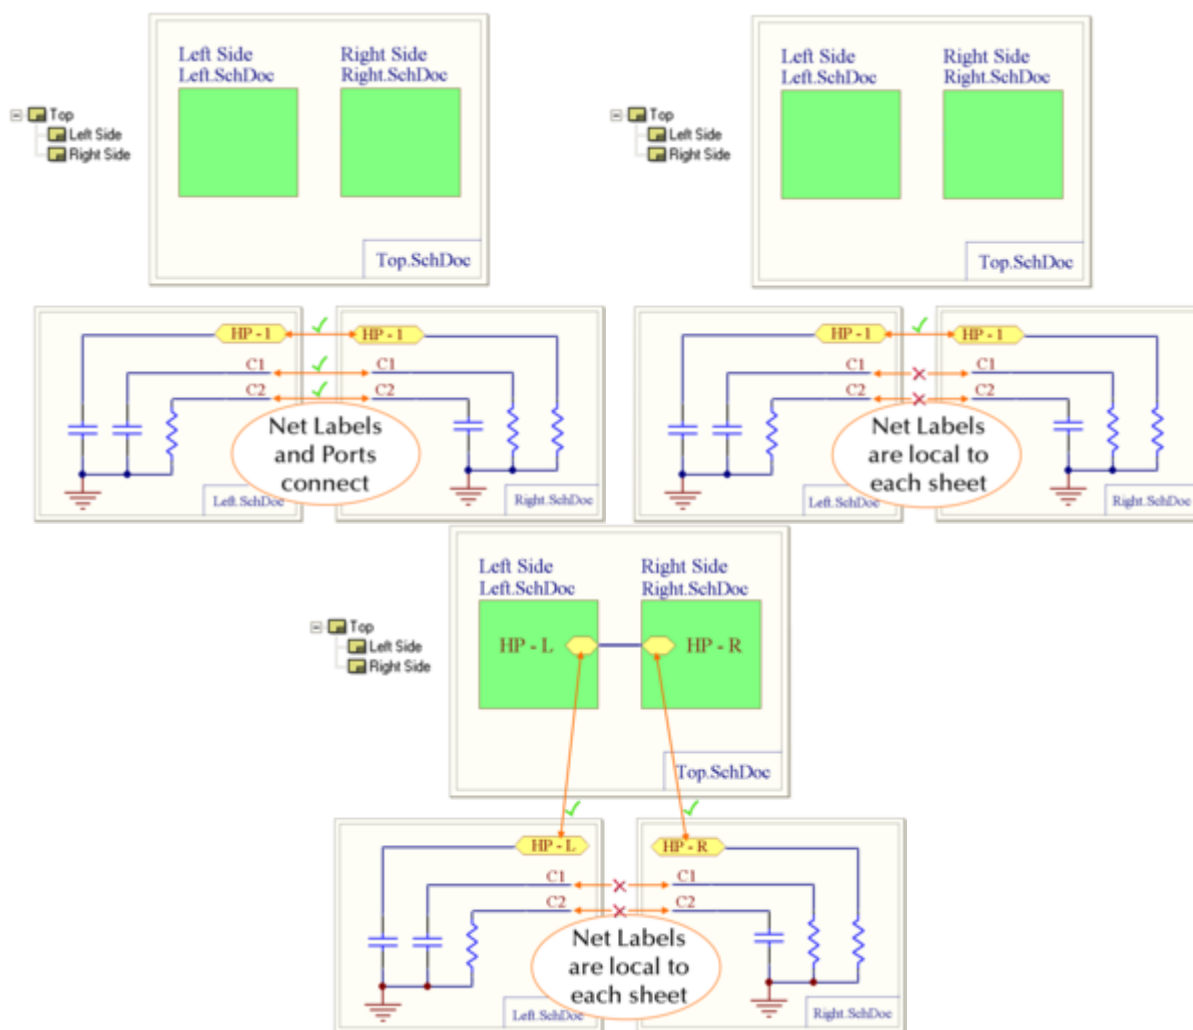 Left Side
Left.SchDoc
Right Side
Right.SchDoc
Top
Left Side
Right Side
Top.SchDoc
HP - 1
HP - 1
C1
C1
C2
C2
Net Labels
and Ports
connect
Left.SchDoc
Right.SchDoc
Left Side
Left.SchDoc
Right Side
Right.SchDoc
Top
Left Side
Right Side
Top.SchDoc
HP - 1
HP - 1
C1
C1
C2
C2
Net Labels
are local to
each sheet
Left.SchDoc
Right.SchDoc
Left Side
Left.SchDoc
Right Side
Right.SchDoc
Top
Left Side
Right Side
HP - L
HP - R
Top.SchDoc
HP - L
HP - R
C1
C1
C2
C2
Net Labels
are local to
each sheet
Left.SchDoc
Right.SchDoc